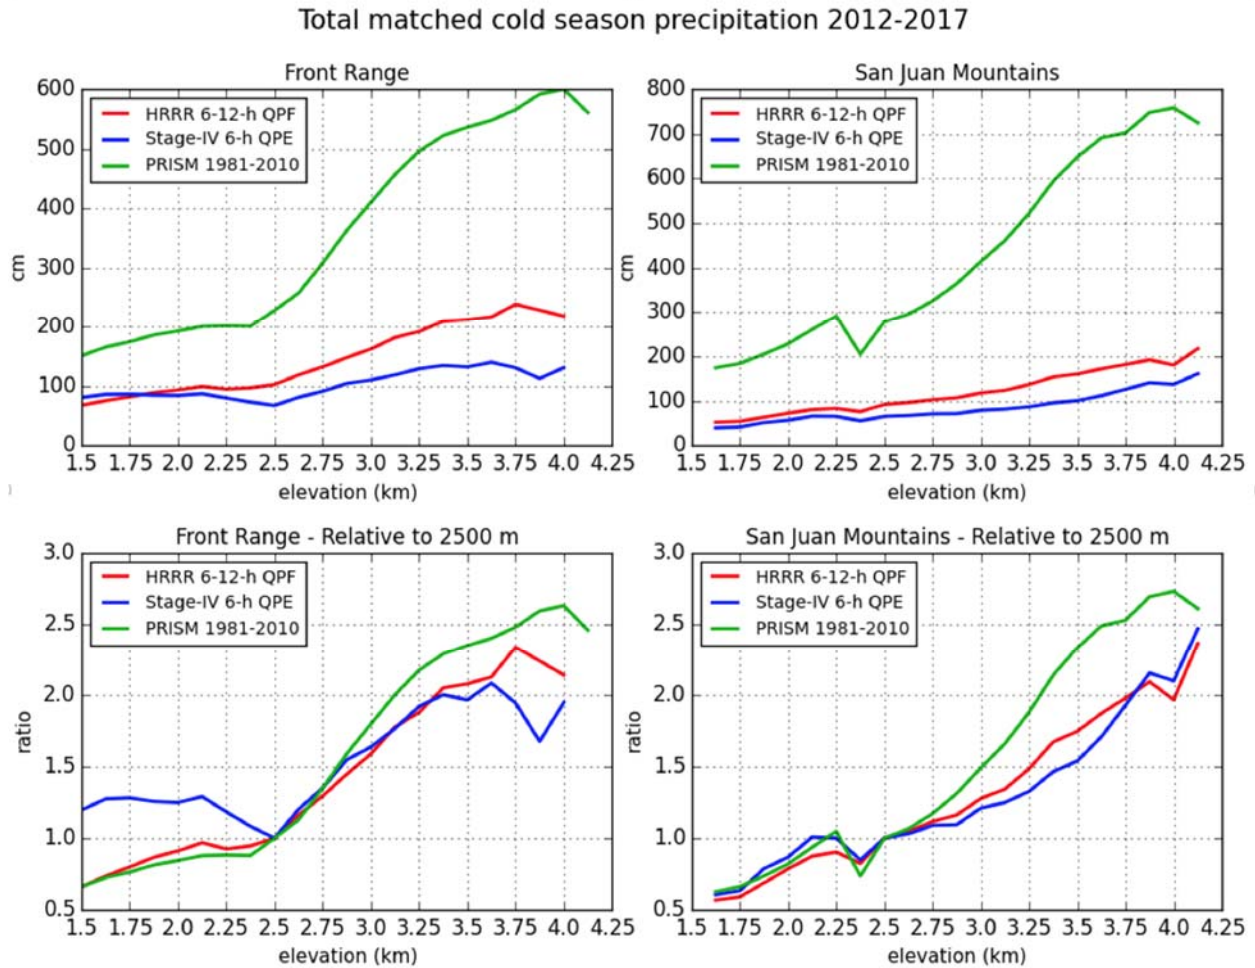 Total matched cold season precipitation 2012-2017
Front Range
600
500
400
300
200
100
0
cm
HRRR 6-12-h QPF
Stage-IV 6-h QPE
PRISM 1981-2010
1.5 1.75 2.0 2.25 2.5 2.75 3.0 3.25 3.5 3.75 4.0 4.25
elevation (km)
San Juan Mountains
800
700
600
500
400
300
200
100
0
cm
HRRR 6-12-h QPF
Stage-IV 6-h QPE
PRISM 1981-2010
1.5 1.75 2.0 2.25 2.5 2.75 3.0 3.25 3.5 3.75 4.0 4.25
elevation (km)
Front Range - Relative to 2500 m
3.0
2.5
2.0
1.5
1.0
0.5
ratio
HRRR 6-12-h QPF
Stage-IV 6-h QPE
PRISM 1981-2010
1.5 1.75 2.0 2.25 2.5 2.75 3.0 3.25 3.5 3.75 4.0 4.25
elevation (km)
San Juan Mountains - Relative to 2500 m
3.0
2.5
2.0
1.5
1.0
0.5
ratio
HRRR 6-12-h QPF
Stage-IV 6-h QPE
PRISM 1981-2010
1.5 1.75 2.0 2.25 2.5 2.75 3.0 3.25 3.5 3.75 4.0 4.25
elevation (km)